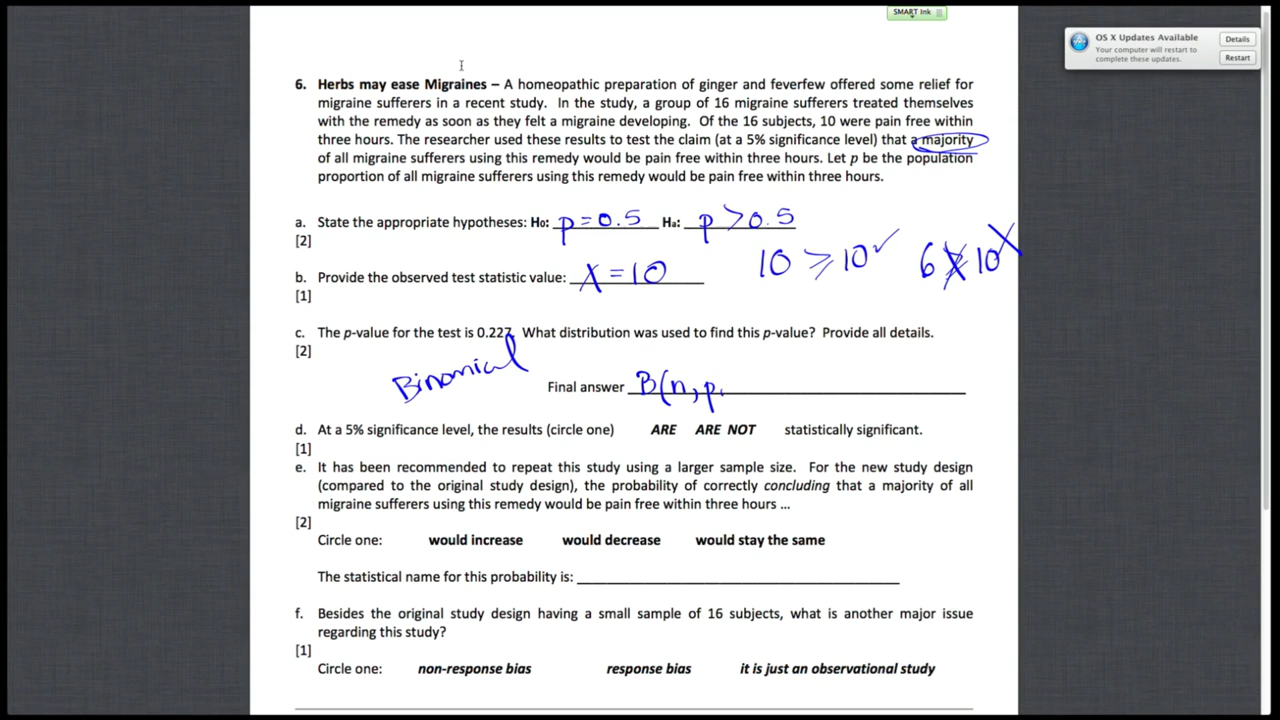 SMART Ink
OS X Updates Available
Your computer will restart to
complete these updates.
Details
Restart
6. Herbs may ease Migraines – A homeopathic preparation of ginger and feverfew offered some relief for
migraine sufferers in a recent study. In the study, a group of 16 migraine sufferers treated themselves
with the remedy as soon as they felt a migraine developing. Of the 16 subjects, 10 were pain free within
three hours. The researcher used these results to test the claim (at a 5% significance level) that a majority
of all migraine sufferers using this remedy would be pain free within three hours. Let p be the population
proportion of all migraine sufferers using this remedy would be pain free within three hours.
a. State the appropriate hypotheses: Ho: p = 0.5 Ha: p > 0.5
[2]
10 ≥ 10 ✓ 6 ≱ 10 X
b. Provide the observed test statistic value: X = 10
[1]
c. The p-value for the test is 0.227. What distribution was used to find this p-value? Provide all details.
[2]
Binomial
Final answer B(n, p
d. At a 5% significance level, the results (circle one) ARE ARE NOT statistically significant.
[1]
e. It has been recommended to repeat this study using a larger sample size. For the new study design
(compared to the original study design), the probability of correctly concluding that a majority of all
migraine sufferers using this remedy would be pain free within three hours ...
[2]
Circle one: would increase would decrease would stay the same
The statistical name for this probability is:
f. Besides the original study design having a small sample of 16 subjects, what is another major issue
regarding this study?
[1]
Circle one: non-response bias response bias it is just an observational study